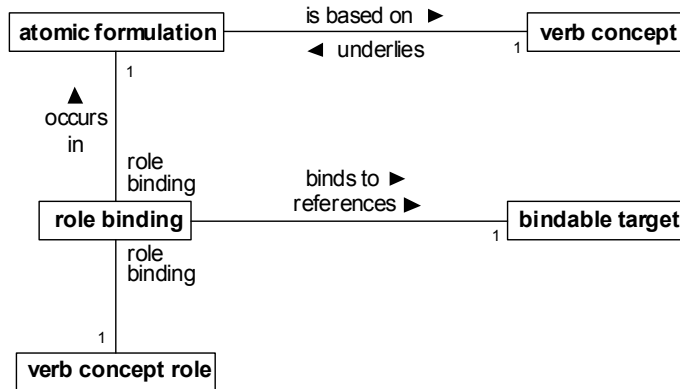 is based on ►
atomic formulation
verb concept
◄ underlies
1
1
▲
occurs
in
role
binding
binds to ►
references ►
role binding
bindable target
1
role
binding
1
verb concept role